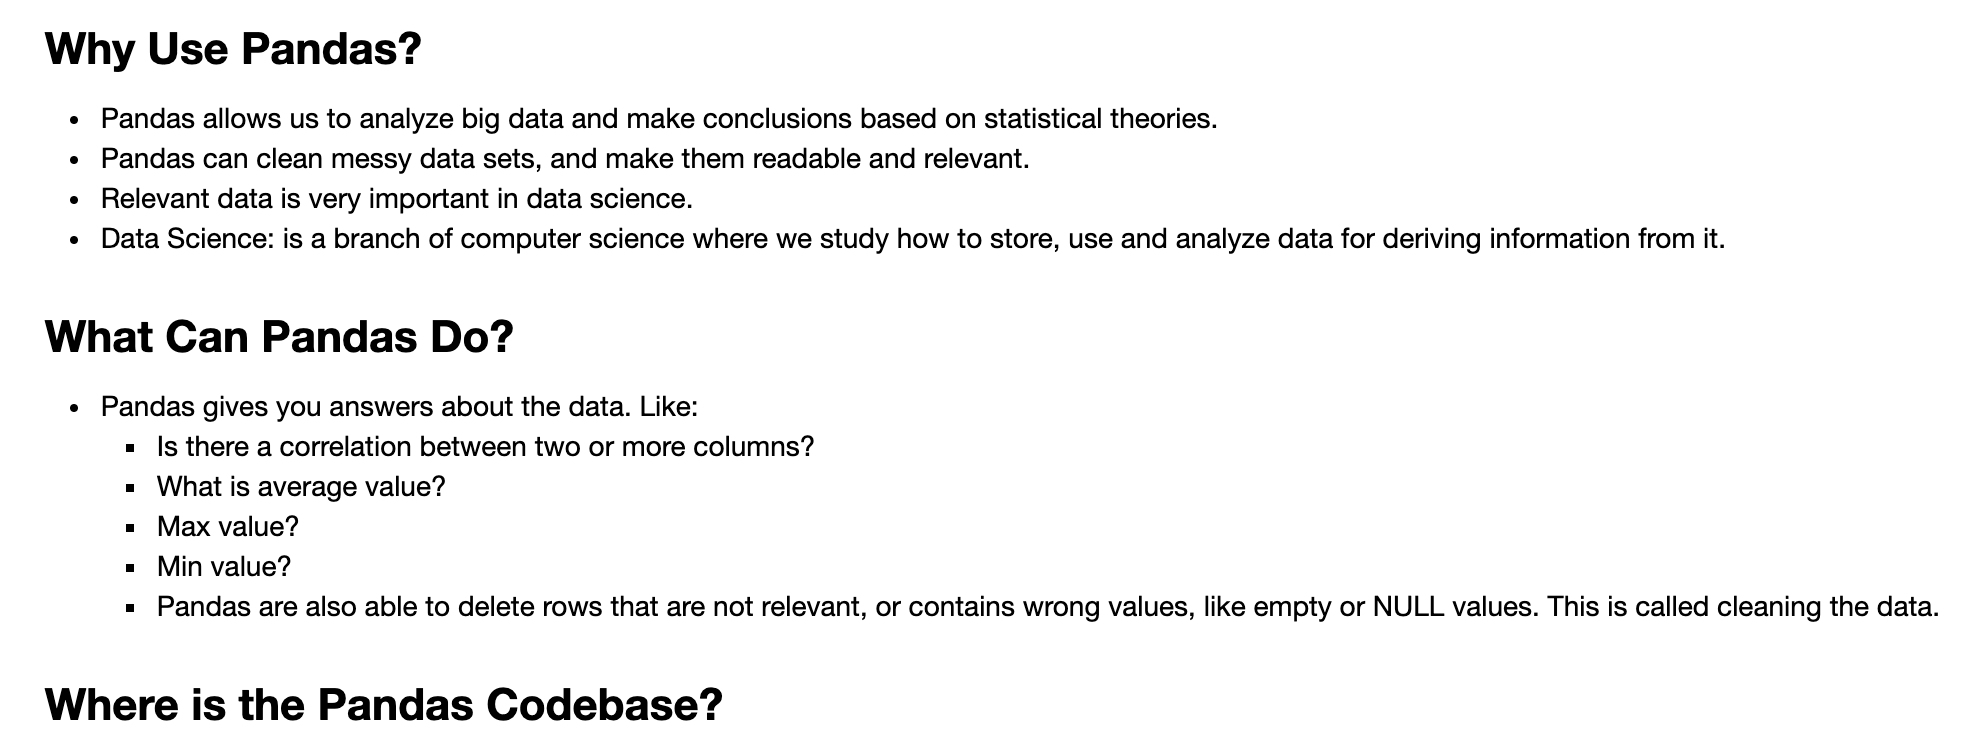 Why Use Pandas?
Pandas allows us to analyze big data and make conclusions based on statistical theories.
Pandas can clean messy data sets, and make them readable and relevant.
Relevant data is very important in data science.
Data Science: is a branch of computer science where we study how to store, use and analyze data for deriving information from it.
What Can Pandas Do?
Pandas gives you answers about the data. Like:
Is there a correlation between two or more columns?
What is average value?
Max value?
Min value?
Pandas are also able to delete rows that are not relevant, or contains wrong values, like empty or NULL values. This is called cleaning the data.
Where is the Pandas Codebase?